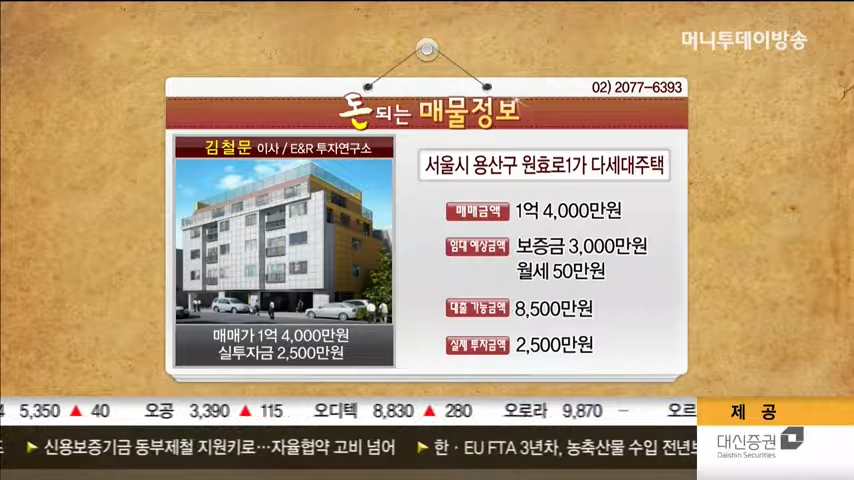 머니투데이방송
02) 2077-6393
돈 되는 매물정보
김철문 이사 / E&R 투자연구소
매매가 1억 4,000만원
실투자금 2,500만원
서울시 용산구 원효로1가 다세대주택
매매금액 1억 4,000만원
임대 예상금액 보증금 3,000만원
월세 50만원
대출 가능금액 8,500만원
실제 투자금액 2,500만원
5,350 ▲ 40 오공 3,390 ▲ 115 오디텍 8,830 ▲ 280 오로라 9,870 – 오르
제 공
▶ 신용보증기금 동부제철 지원키로…자율협약 고비 넘어 ▶ 한·EU FTA 3년차, 농축산물 수입 전년
대신증권
Daishin Securities